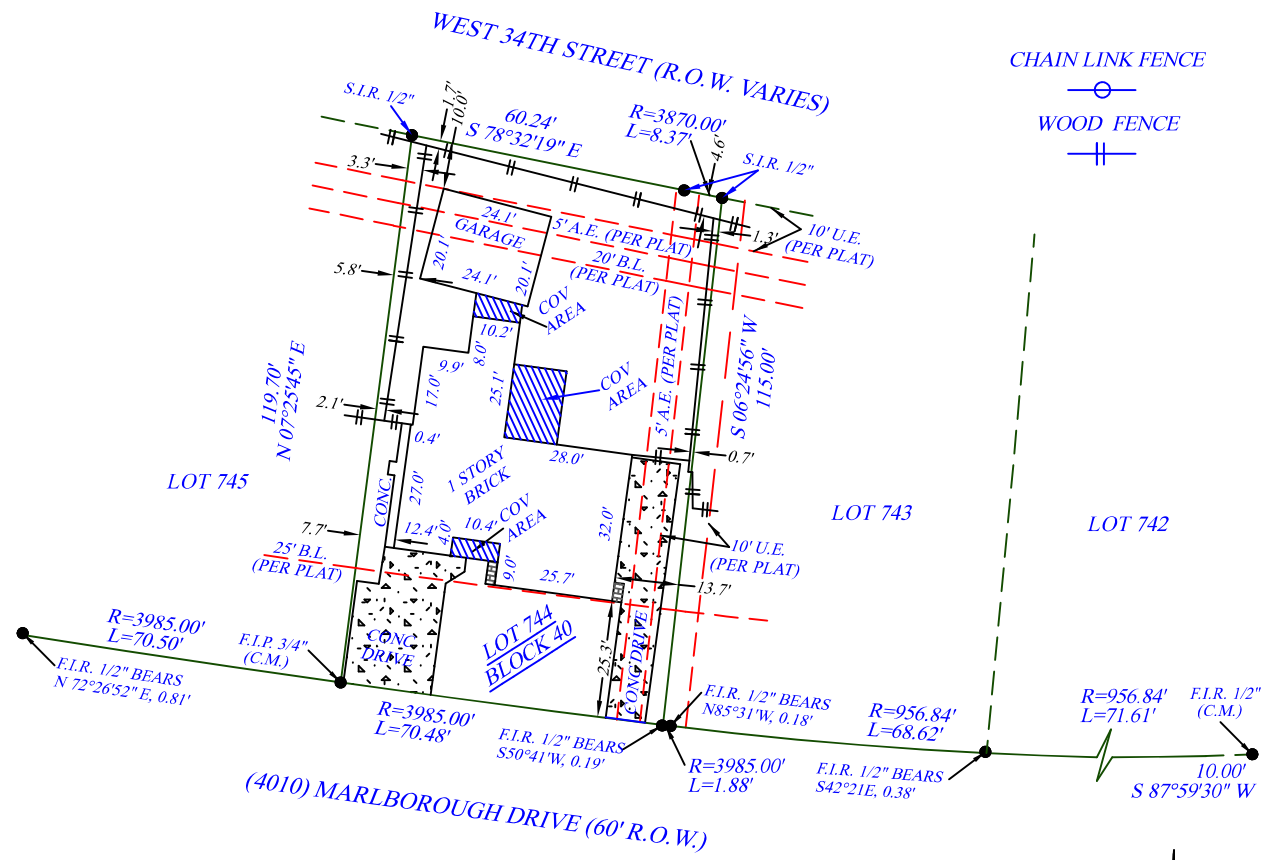 WEST 34TH STREET (R.O.W. VARIES)
CHAIN LINK FENCE
WOOD FENCE
S.I.R. 1/2"
1.7'
10.0'
60.24'
S 78°32'19" E
R=3870.00'
L=8.37'
4.6'
S.I.R. 1/2"
3.3'
24.1'
GARAGE
20.1'
24.1'
20.1'
5' A.E. (PER PLAT)
20' B.L.
(PER PLAT)
1.3'
10' U.E.
(PER PLAT)
5.8'
COV
AREA
10.2'
8.0'
9.9'
17.0'
25.1'
COV
AREA
5' A.E. (PER PLAT)
S 06°24'56" W
115.00'
119.70'
N 07°25'45" E
2.1'
0.4'
28.0'
0.7'
LOT 745
CONC.
27.0'
1 STORY
BRICK
COV
AREA
12.4'
4.0'
10.4'
32.0'
LOT 743
LOT 742
7.7'
25' B.L.
(PER PLAT)
9.0'
25.7'
10' U.E.
(PER PLAT)
13.7'
R=3985.00'
L=70.50'
F.I.P. 3/4"
(C.M.)
CONC.
DRIVE
LOT 744
BLOCK 40
25.3'
CONC DRIVE
F.I.R. 1/2" BEARS
N 72°26'52" E, 0.81'
R=3985.00'
L=70.48'
F.I.R. 1/2" BEARS
S50°41'W, 0.19'
F.I.R. 1/2" BEARS
N85°31'W, 0.18'
R=3985.00'
L=1.88'
R=956.84'
L=68.62'
F.I.R. 1/2" BEARS
S42°21E, 0.38'
R=956.84'
L=71.61'
F.I.R. 1/2"
(C.M.)
10.00'
S 87°59'30" W
(4010) MARLBOROUGH DRIVE (60' R.O.W.)